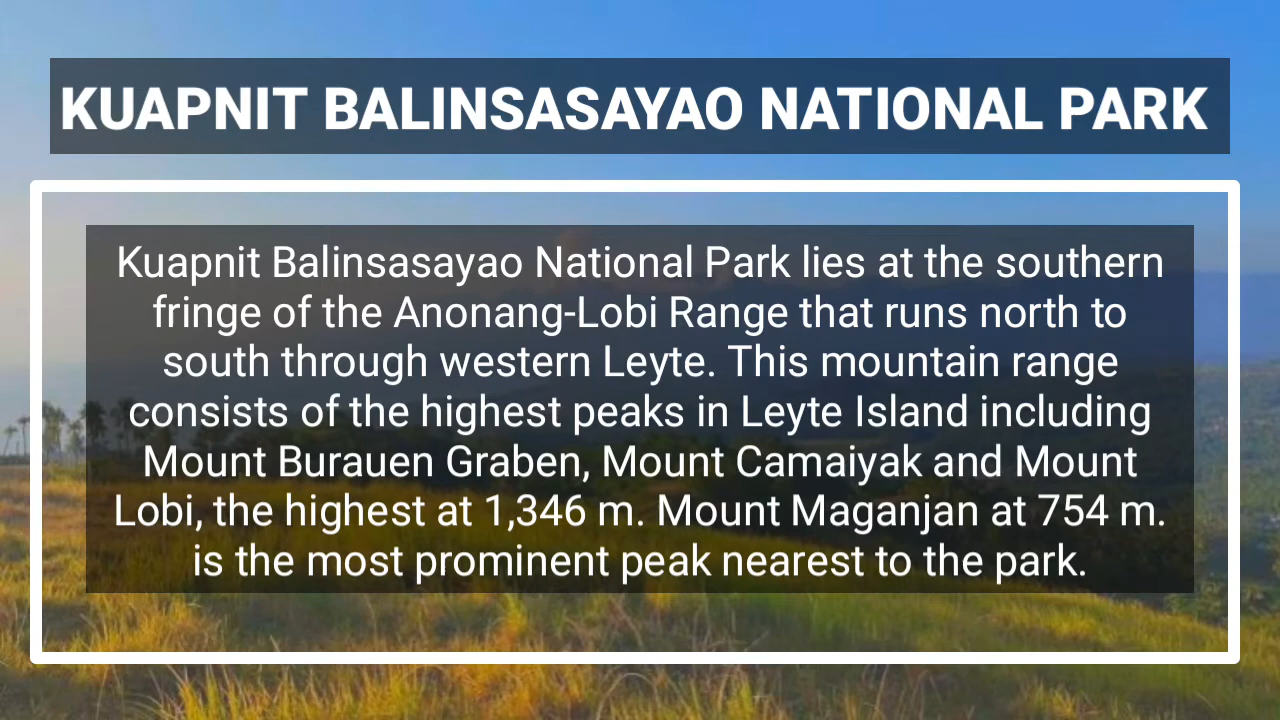 KUAPNIT BALINSASAYAO NATIONAL PARK
Kuapnit Balinsasayao National Park lies at the southern
fringe of the Anonang-Lobi Range that runs north to
south through western Leyte. This mountain range
consists of the highest peaks in Leyte Island including
Mount Burauen Graben, Mount Camaiyak and Mount
Lobi, the highest at 1,346 m. Mount Maganjan at 754 m.
is the most prominent peak nearest to the park.